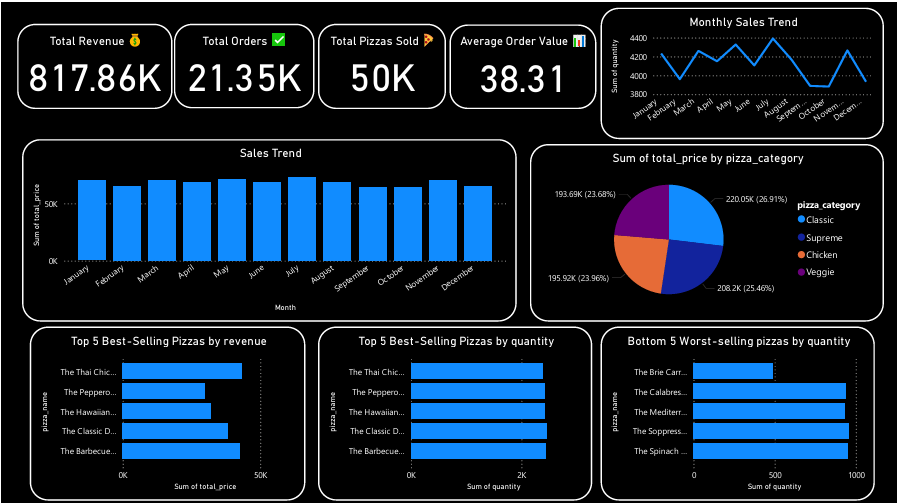 Total Revenue 💰
817.86K
Total Orders ✅
21.35K
Total Pizzas Sold 🍕
50K
Average Order Value 📊
38.31
Monthly Sales Trend
Sum of quantity
4400
4200
4000
3800
January
February
March
April
May
June
July
August
Septem...
October
Novem...
Decem...
Sales Trend
Sum of total_price
50K
0K
January
February
March
April
May
June
July
August
September
October
November
December
Month
Sum of total_price by pizza_category
193.69K (23.68%)
220.05K (26.91%)
195.92K (23.96%)
208.2K (25.46%)
pizza_category
Classic
Supreme
Chicken
Veggie
Top 5 Best-Selling Pizzas by revenue
pizza_name
The Thai Chic...
The Peppero...
The Hawaiian...
The Classic D...
The Barbecue...
0K
50K
Sum of total_price
Top 5 Best-Selling Pizzas by quantity
pizza_name
The Thai Chic...
The Peppero...
The Hawaiian...
The Classic D...
The Barbecue...
0K
2K
Sum of quantity
Bottom 5 Worst-selling pizzas by quantity
pizza_name
The Brie Carr...
The Calabres...
The Mediterr...
The Soppress...
The Spinach ...
0
500
1000
Sum of quantity